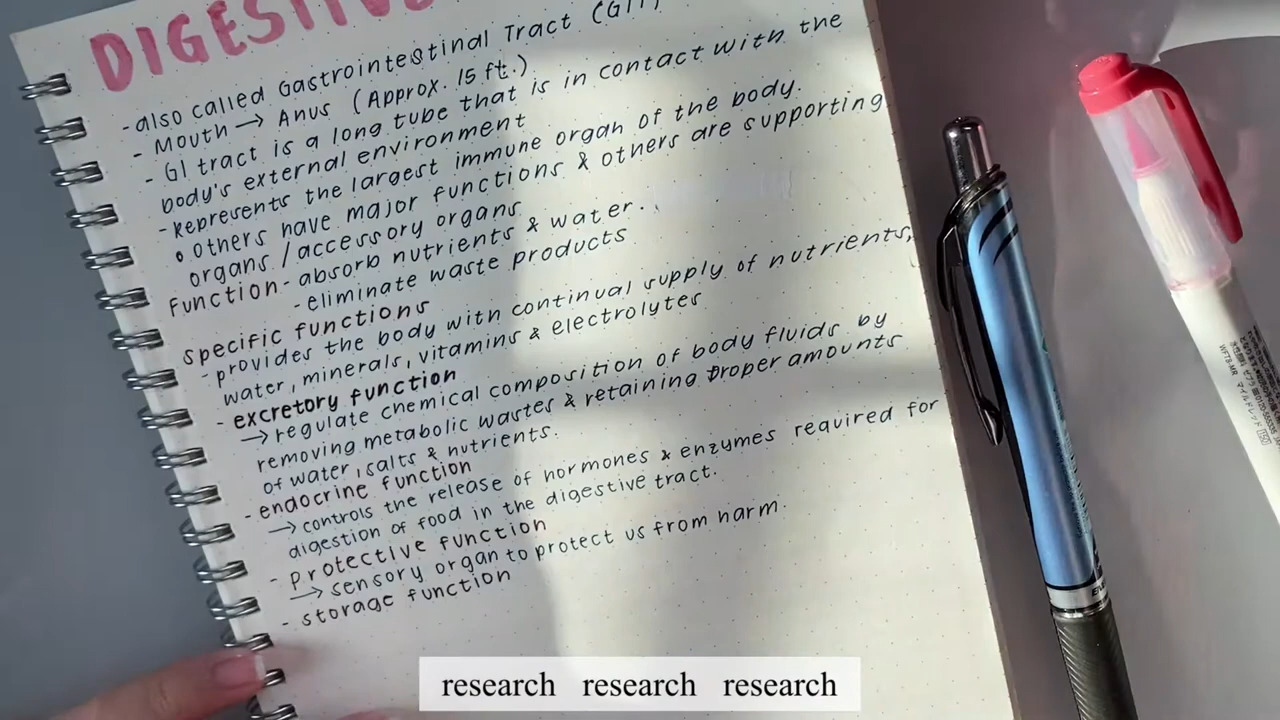 DIGESTIVE
- also called Gastrointestinal Tract (GIT)
- Mouth → Anus (Approx. 15 ft.)
- GI tract is a long tube that is in contact with the
body's external environment
- Represents the largest immune organ of the body.
• others have major functions & others are supporting
organs / accessory organs
Function - absorb nutrients & water.
- eliminate waste products
specific functions
- provides the body with continual supply of nutrients,
water, minerals, vitamins & electrolytes
- excretory function
→ regulate chemical composition of body fluids by
removing metabolic wastes & retaining proper amounts
of water, salts & nutrients.
- endocrine function
→ controls the release of hormones & enzymes required for
digestion of food in the digestive tract.
- protective function
→ sensory organ to protect us from harm.
- storage function
research research research